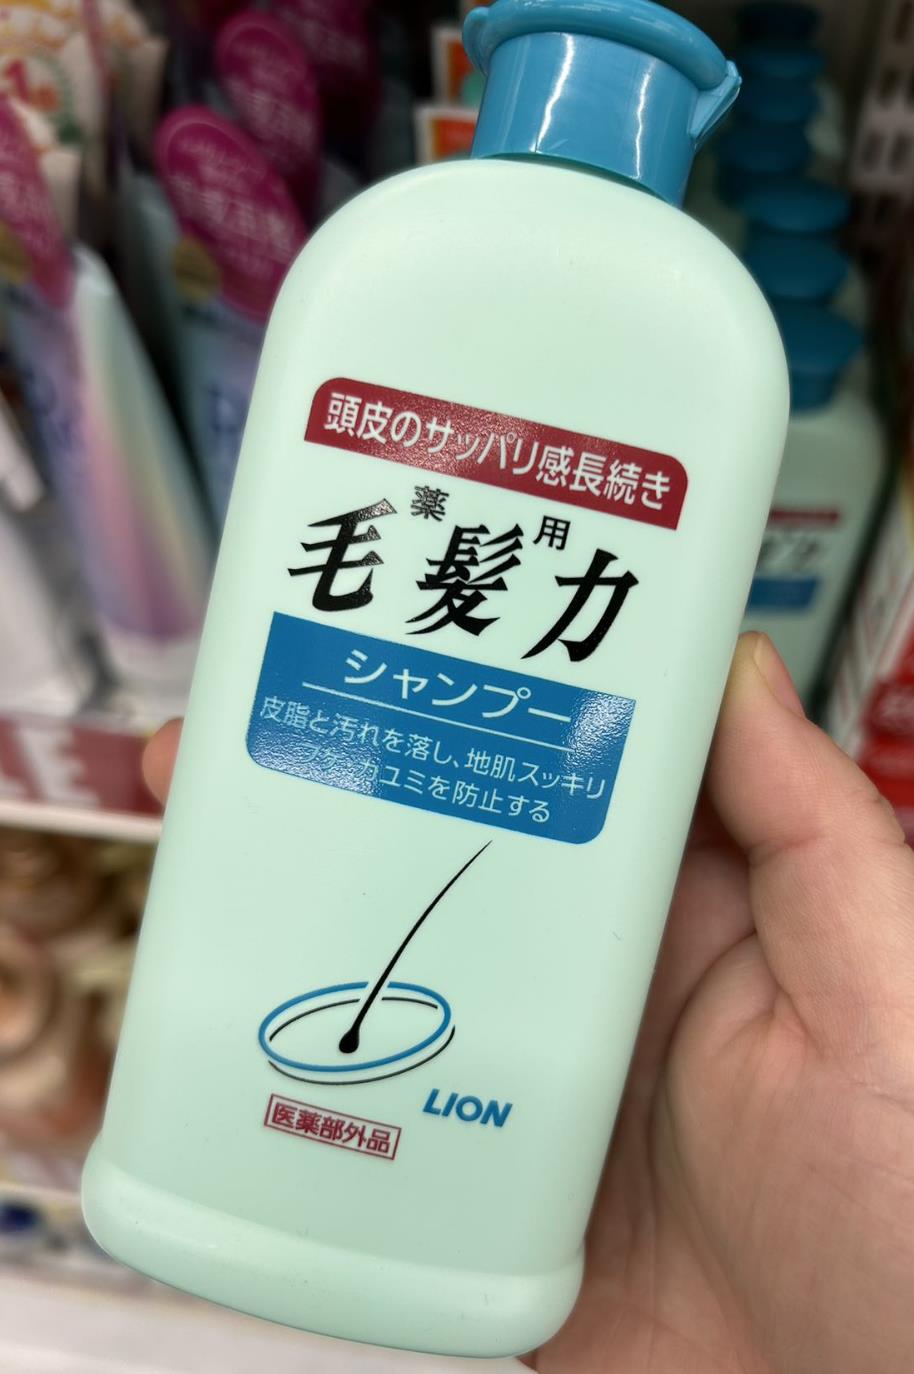 頭皮のサッパリ感長続き
薬用
毛髪力
シャンプー
皮脂と汚れを落し、地肌スッキリ
フケ・カユミを防止する
LION
医薬部外品